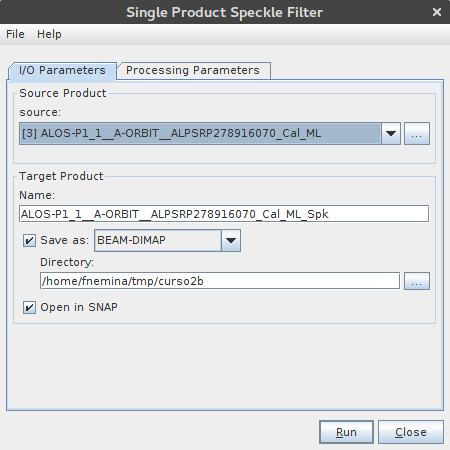 Single Product Speckle Filter
File Help
I/O Parameters Processing Parameters
Source Product
source:
[3] ALOS-P1_1__A-ORBIT__ALPSRP278916070_Cal_ML ...
Target Product
Name:
ALOS-P1_1__A-ORBIT__ALPSRP278916070_Cal_ML_Spk
Save as: BEAM-DIMAP
Directory:
/home/fnemina/tmp/curso2b ...
Open in SNAP
Run Close